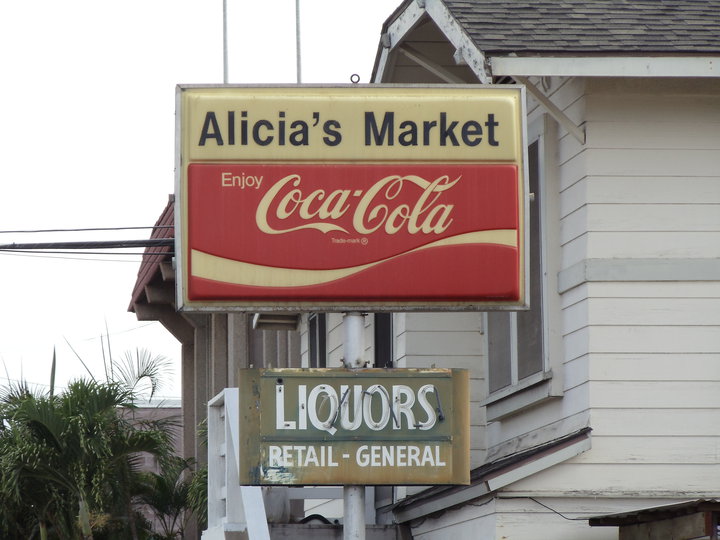 Alicia's Market
Enjoy
Coca-Cola
Trade-mark ®
LIQUORS
RETAIL - GENERAL